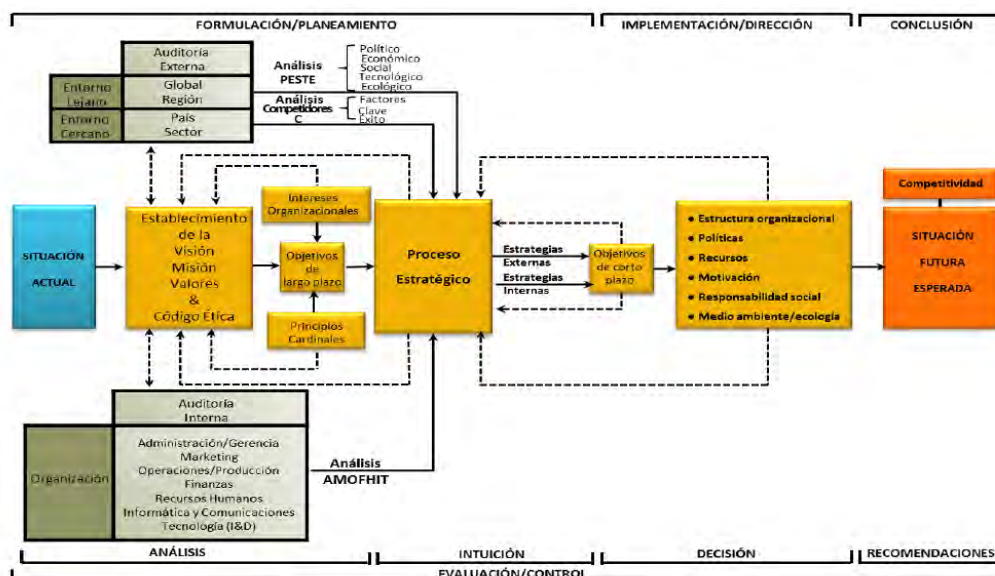 FORMULACIÓN/PLANEAMIENTO
IMPLEMENTACIÓN/DIRECCIÓN
CONCLUSIÓN
Auditoría
Externa
Entorno
Lejano
Global
Región
Entorno
Cercano
País
Sector
Análisis
PESTE
Político
Económico
Social
Tecnológico
Ecológico
Análisis
Competidores
C
Factores
Clave
Éxito
SITUACIÓN
ACTUAL
Establecimiento
de la
Visión
Misión
Valores
&
Código Ética
Intereses
Organizacionales
Objetivos
de
largo plazo
Principios
Cardinales
Proceso
Estratégico
Estrategias
Externas
Estrategias
Internas
Objetivos
de corto
plazo
• Estructura organizacional
• Políticas
• Recursos
• Motivación
• Responsabilidad social
• Medio ambiente/ecología
Competitividad
SITUACIÓN
FUTURA
ESPERADA
Auditoría
Interna
Organización
Administración/Gerencia
Marketing
Operaciones/Producción
Finanzas
Recursos Humanos
Informática y Comunicaciones
Tecnología (I&D)
Análisis
AMOFHIT
ANÁLISIS
INTUICIÓN
DECISIÓN
RECOMENDACIONES
EVALUACIÓN/CONTROL